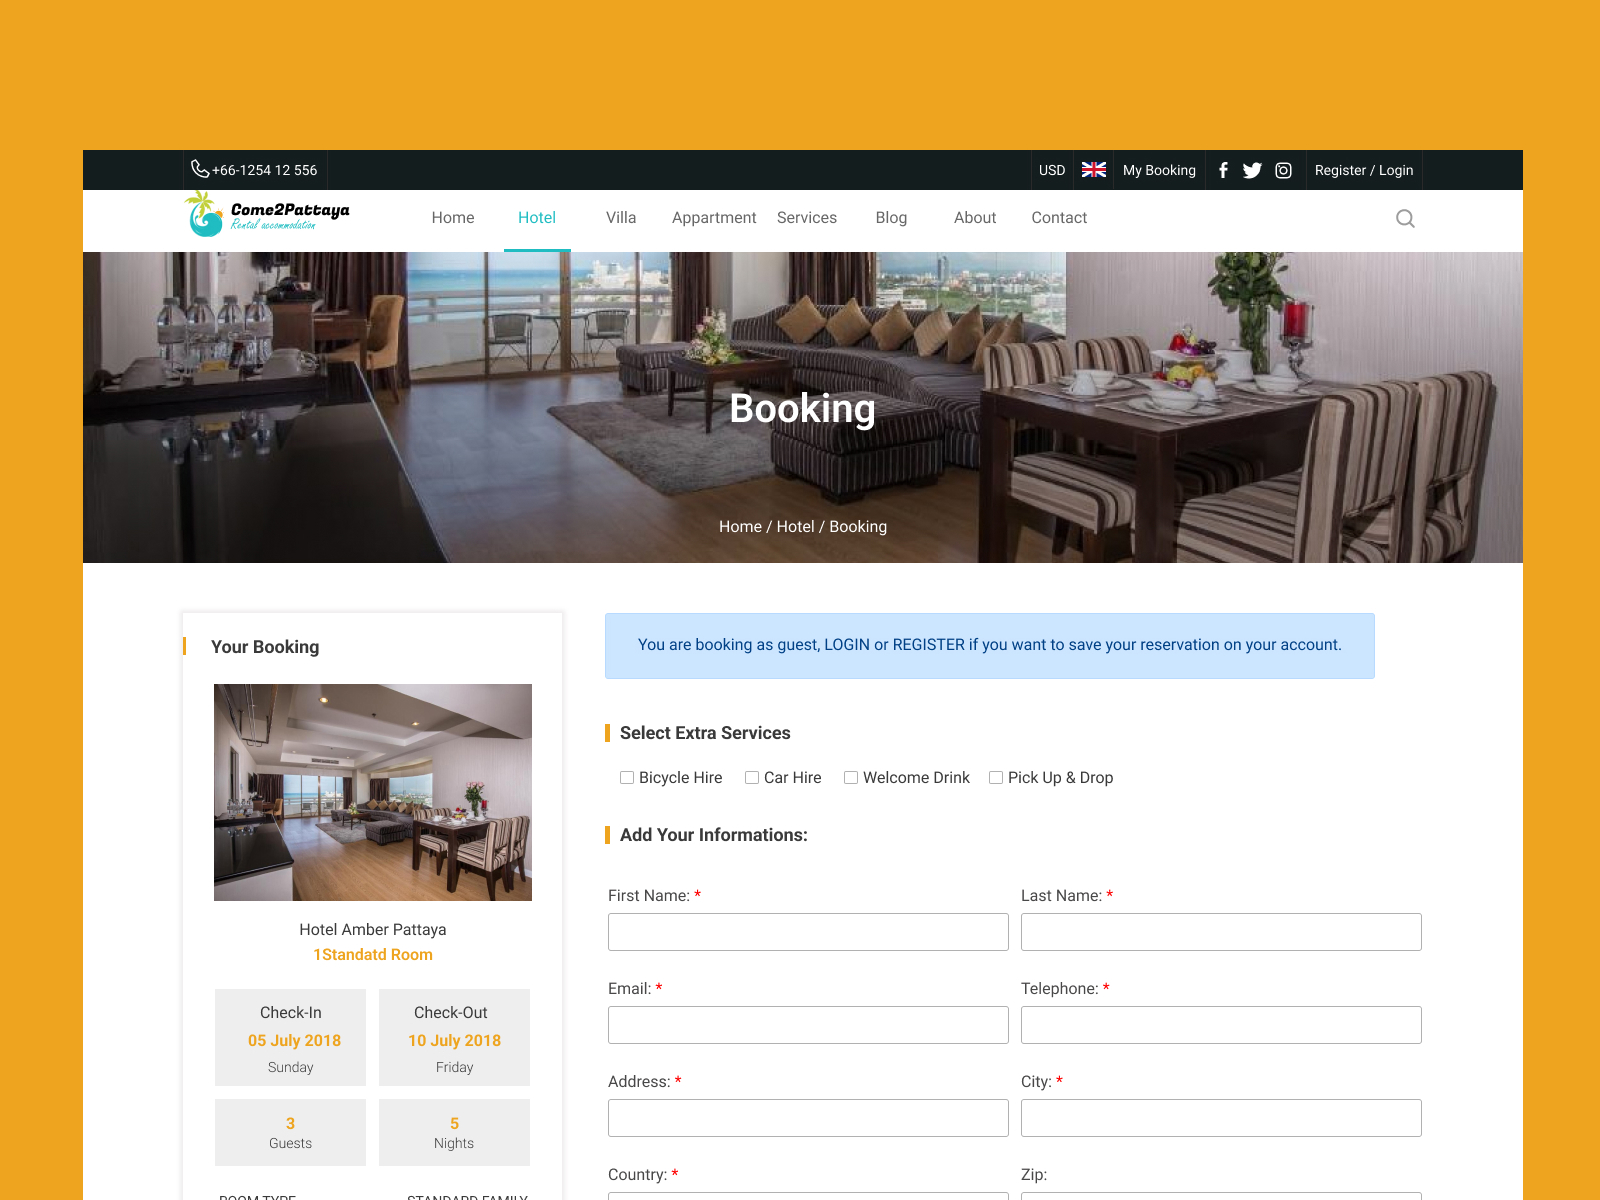 +66-1254 12 556
USD
My Booking
Register / Login
Come2Pattaya
Rental accommodation
Home
Hotel
Villa
Appartment
Services
Blog
About
Contact
Booking
Home / Hotel / Booking
Your Booking
Hotel Amber Pattaya
1Standatd Room
Check-In
05 July 2018
Sunday
Check-Out
10 July 2018
Friday
3
Guests
5
Nights
ROOM TYPE
STANDARD FAMILY
You are booking as guest, LOGIN or REGISTER if you want to save your reservation on your account.
Select Extra Services
Bicycle Hire
Car Hire
Welcome Drink
Pick Up & Drop
Add Your Informations:
First Name: *
Last Name: *
Email: *
Telephone: *
Address: *
City: *
Country: *
Zip: